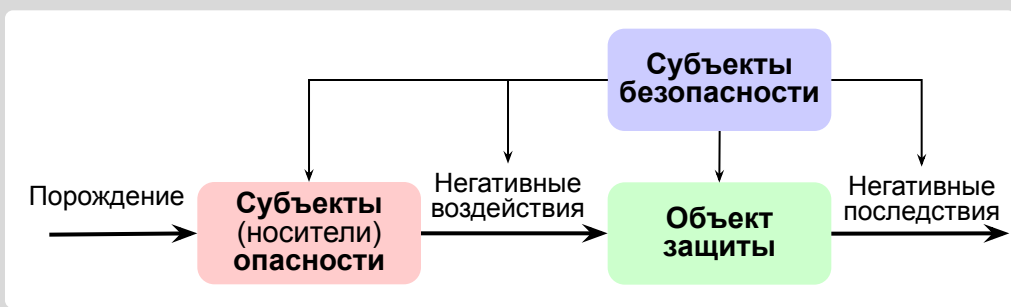 Субъекты
безопасности
Порождение
Субъекты
(носители)
опасности
Негативные
воздействия
Объект
защиты
Негативные
последствия